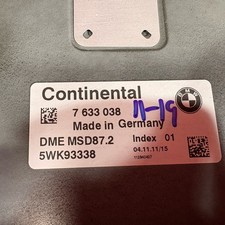 Continental
7 633 038
11-19
Made in Germany
DME MSD87.2 Index 01
5WK93338 04.11.11/15